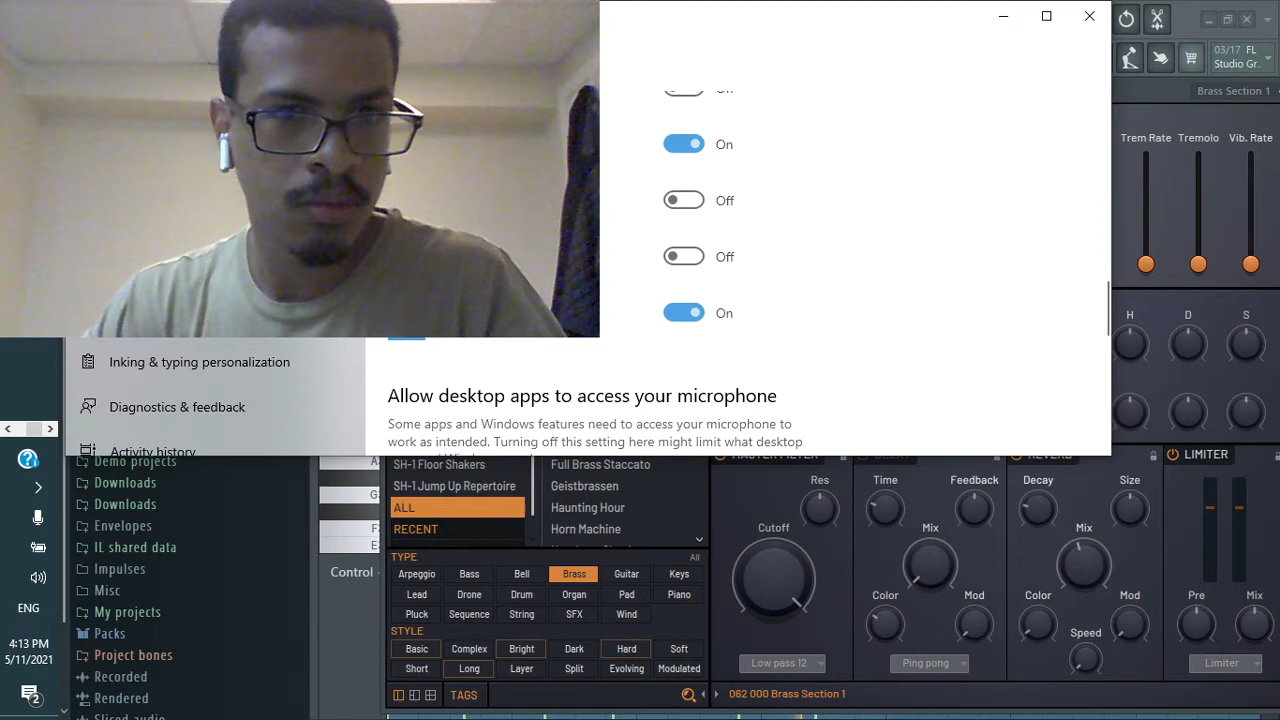 Off
On
Off
Off
On
Inking & typing personalization
Diagnostics & feedback
Activity history
Allow desktop apps to access your microphone
Some apps and Windows features need to access your microphone to
work as intended. Turning off this setting here might limit what desktop
03/17 FL
Studio Gr..
Brass Section 1
Trem Rate
Tremolo
Vib. Rate
H
D
S
ENG
4:13 PM
5/11/2021
2
Demo projects
Downloads
Downloads
Envelopes
IL shared data
Impulses
Misc
My projects
Packs
Project bones
Recorded
Rendered
Sliced audio
Control
SH-1 Floor Shakers
SH-1 Jump Up Repertoire
ALL
RECENT
Full Brass Staccato
Geistbrassen
Haunting Hour
Horn Machine
TYPE
All
Arpeggio Bass Bell Brass Guitar Keys
Lead Drone Drum Organ Pad Piano
Pluck Sequence String SFX Wind
STYLE
Basic Complex Bright Dark Hard Soft
Short Long Layer Split Evolving Modulated
TAGS
062 000 Brass Section 1
MASTER FILTER
Res
Cutoff
Low pass 12
DELAY
Time
Feedback
Mix
Color
Mod
Ping pong
REVERB
Decay
Size
Mix
Color
Mod
Speed
LIMITER
Pre
Mix
Limiter